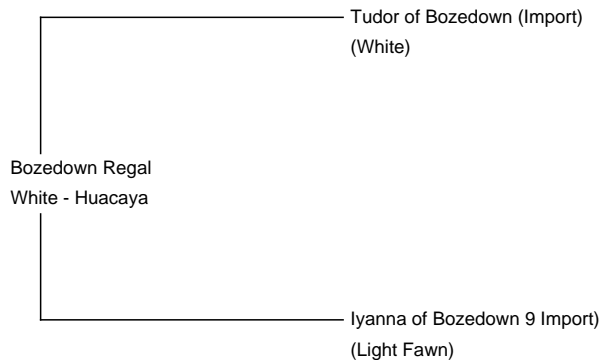 Tudor of Bozedown (Import)
(White)
Bozedown Regal
White - Huacaya
Iyanna of Bozedown 9 Import)
(Light Fawn)